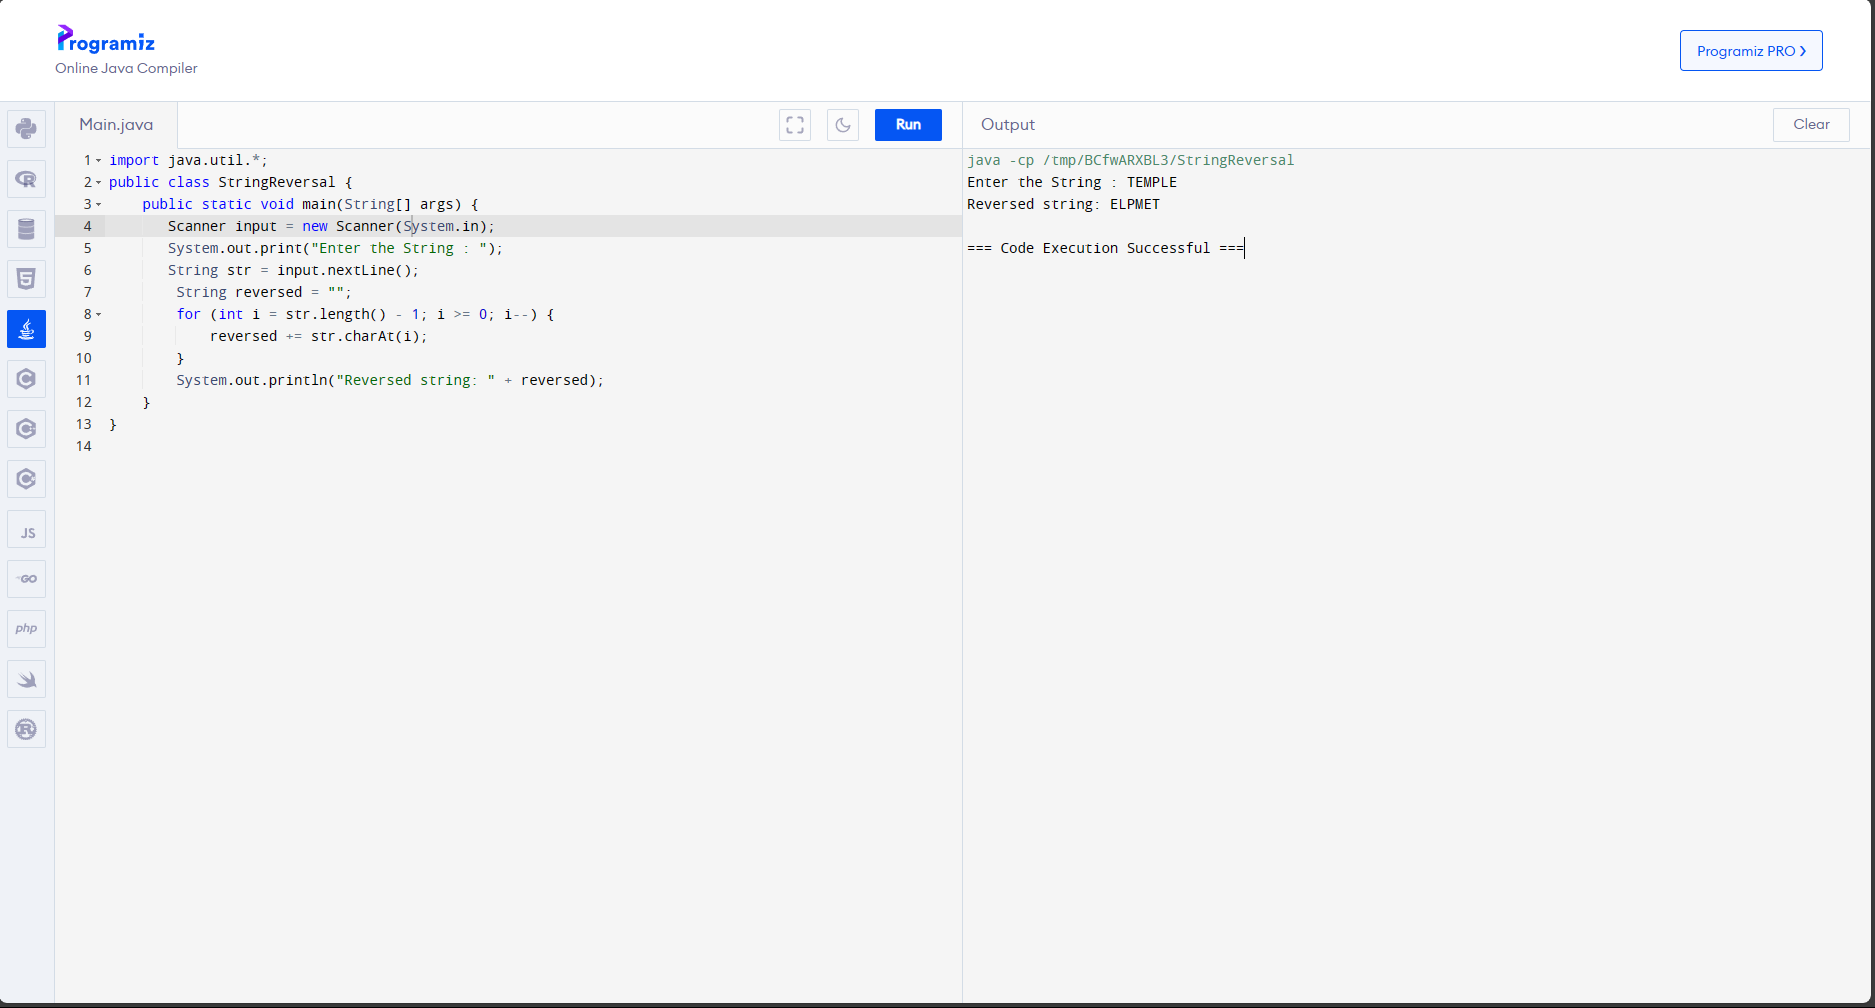 Programiz
Online Java Compiler
Programiz PRO ❯
Main.java
Run
Output
Clear
1 import java.util.*;
2 public class StringReversal {
3     public static void main(String[] args) {
4        Scanner input = new Scanner(System.in);
5        System.out.print("Enter the String : ");
6        String str = input.nextLine();
7         String reversed = "";
8         for (int i = str.length() - 1; i >= 0; i--) {
9             reversed += str.charAt(i);
10         }
11         System.out.println("Reversed string: " + reversed);
12     }
13 }
14
java -cp /tmp/BCfwARXBL3/StringReversal
Enter the String : TEMPLE
Reversed string: ELPMET
=== Code Execution Successful ===
R
5
C
C
C
JS
GO
php
R